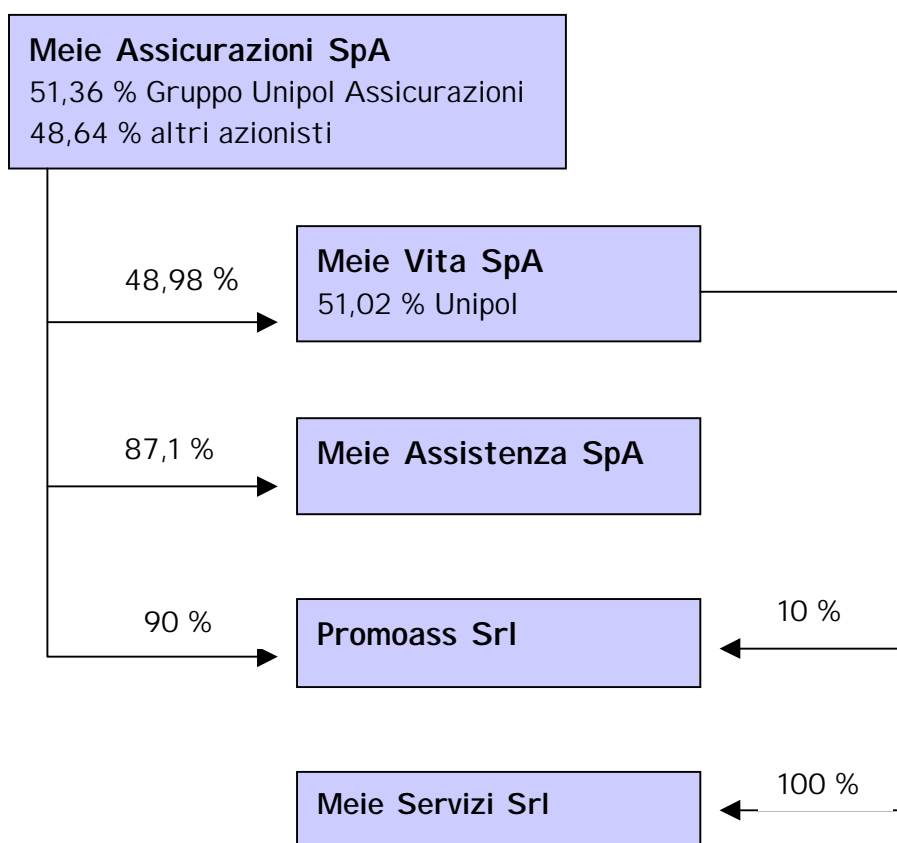 Meie Assicurazioni SpA
51,36 % Gruppo Unipol Assicurazioni
48,64 % altri azionisti
48,98 %
Meie Vita SpA
51,02 % Unipol
87,1 %
Meie Assistenza SpA
90 %
Promoass Srl
10 %
Meie Servizi Srl
100 %